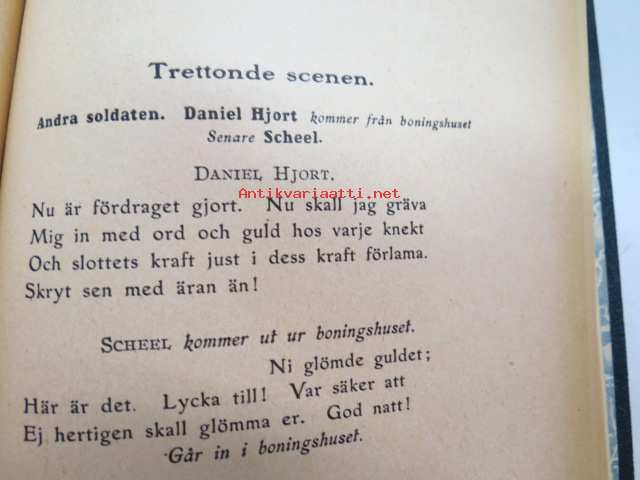 Trettonde scenen.
Andra soldaten. Daniel Hjort kommer från boningshuset
Senare Scheel.
DANIEL HJORT.
Antikvariaatti.net
Nu är fördraget gjort. Nu skall jag gräva
Mig in med ord och guld hos varje knekt
Och slottets kraft just i dess kraft förlama.
Skryt sen med äran än!
SCHEEL kommer ut ur boningshuset.
Ni glömde guldet;
Här är det. Lycka till! Var säker att
Ej hertigen skall glömma er. God natt!
Går in i boningshuset.